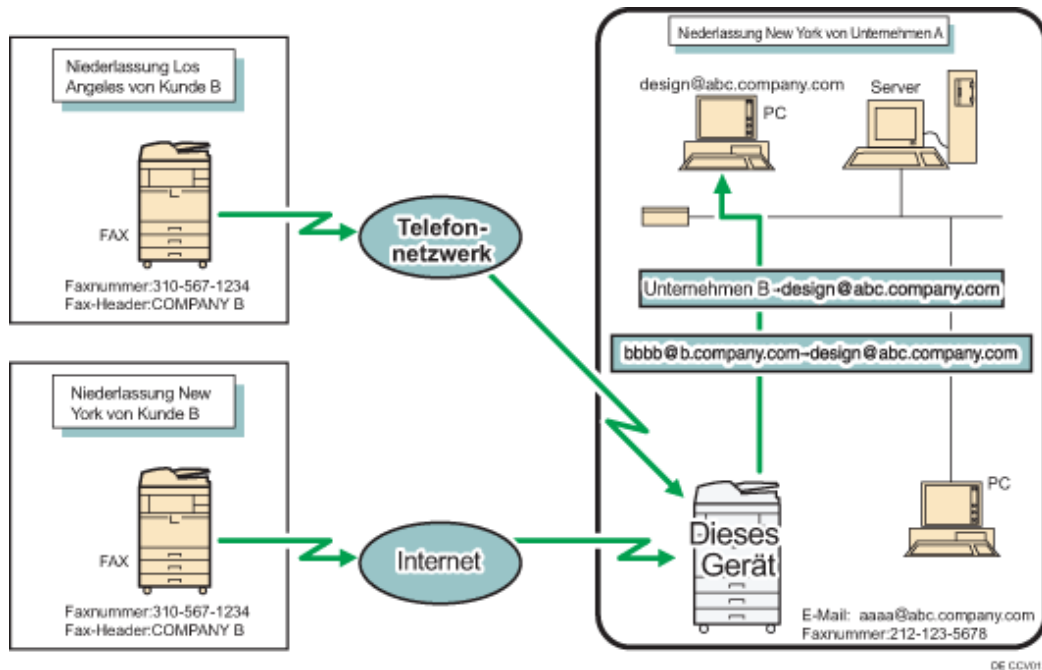 Niederlassung Los
Angeles von Kunde B
FAX
Faxnummer:310-567-1234
Fax-Header:COMPANY B
Niederlassung New
York von Kunde B
FAX
Faxnummer:310-567-1234
Fax-Header:COMPANY B
Telefon-
netzwerk
Internet
Niederlassung New York von Unternehmen A
design@abc.company.com
PC
Server
Unternehmen B→design@abc.company.com
bbbb@b.company.com→design@abc.company.com
Dieses
Gerät
PC
E-Mail: aaaa@abc.company.com
Faxnummer:212-123-5678
DE CCV01